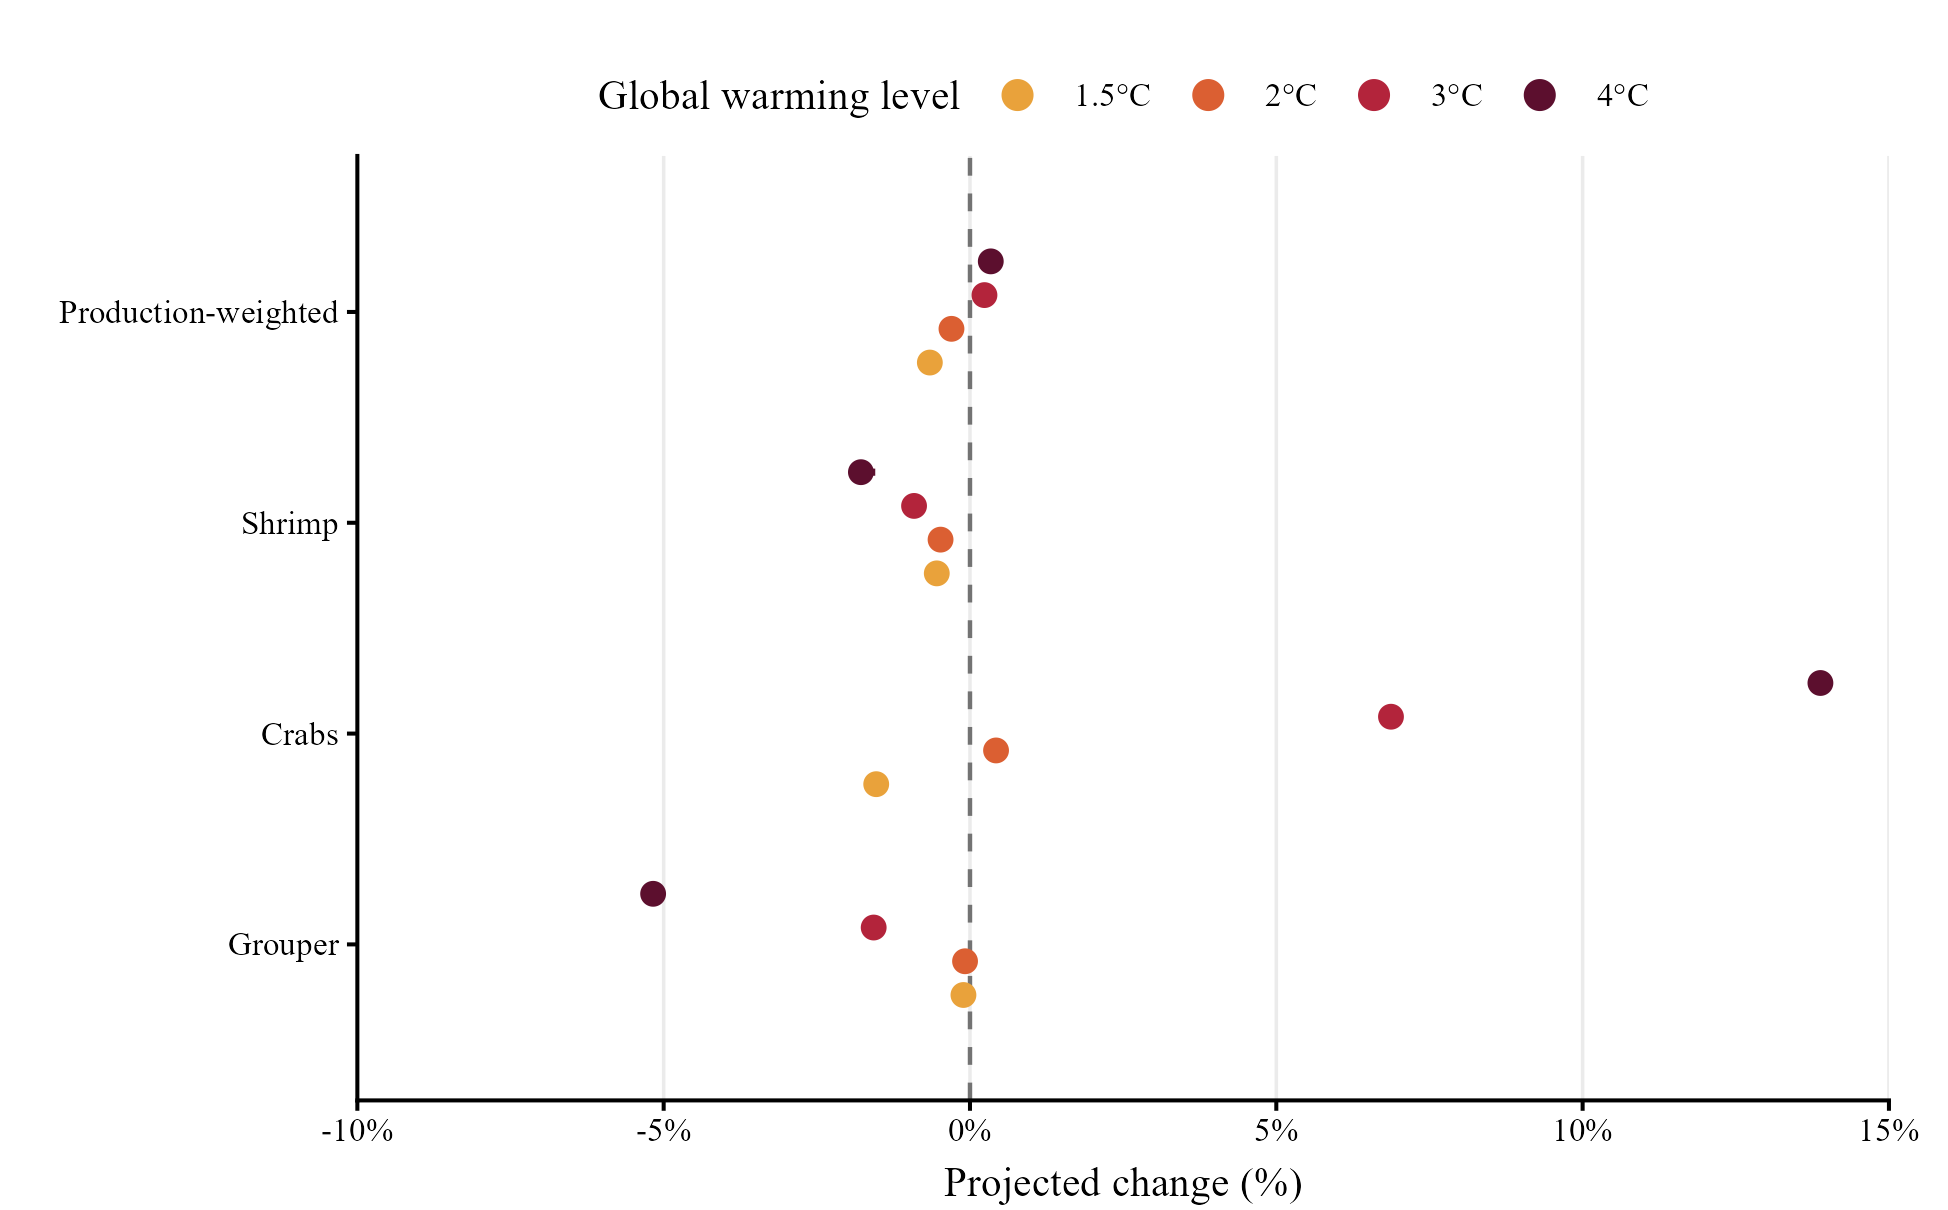 Global warming level 1.5°C 2°C 3°C 4°C
Production-weighted
Shrimp
Crabs
Grouper
-10% -5% 0% 5% 10% 15%
Projected change (%)